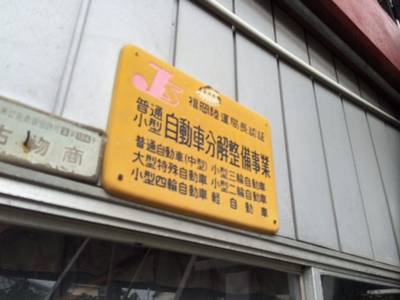 JS
福岡陸運局長認証
普通
小型
自動車分解整備事業
普通自動車(中型) 小型三輪自動車
大型特殊自動車 小型二輪自動車
小型四輪自動車 軽自動車
古物商